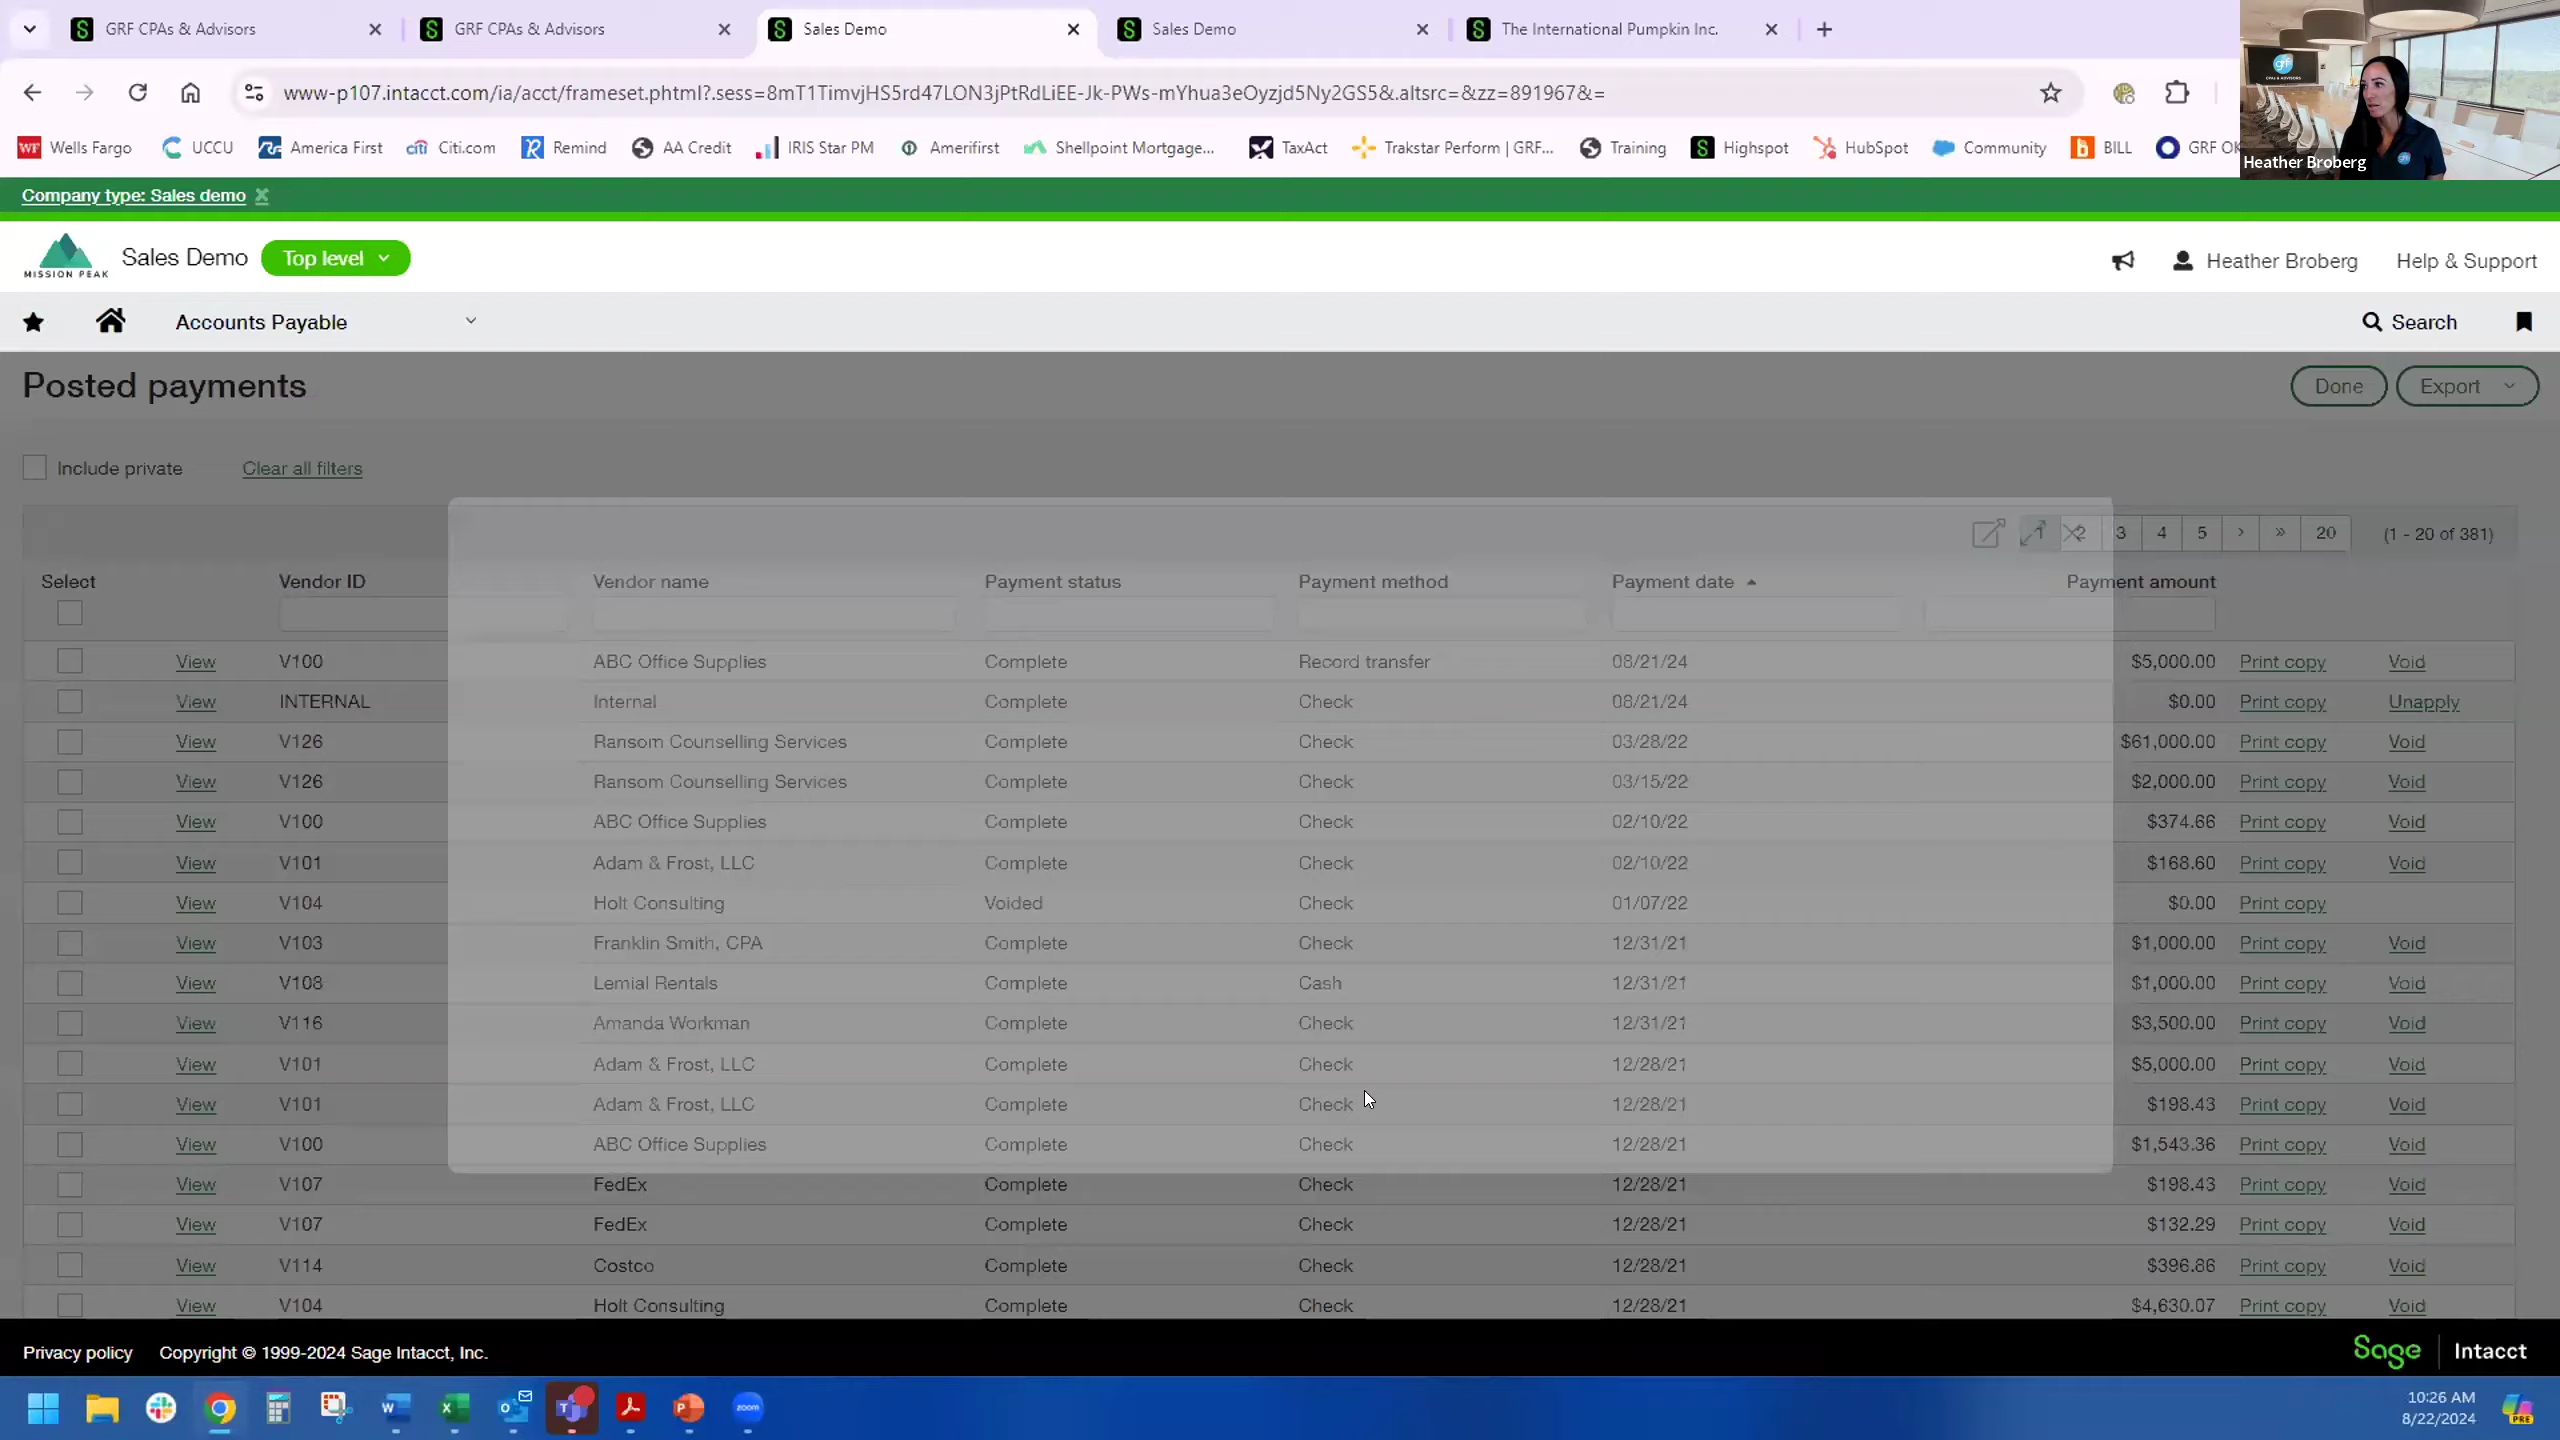 GRF CPAs & Advisors
GRF CPAs & Advisors
Sales Demo
Sales Demo
The International Pumpkin Inc.
www-p107.intacct.com/ia/acct/frameset.phtml?.sess=8mT1TimvjHS5rd47LON3jPtRdLiEE-Jk-PWs-mYhua3eOyzjd5Ny2GS5&.altsrc=&zz=891967&=
Wells Fargo UCCU America First Citi.com Remind AA Credit IRIS Star PM Amerifirst Shellpoint Mortgage... TaxAct Trakstar Perform | GRF... Training Highspot HubSpot Community BILL GRF
Heather Broberg
Company type: Sales demo
MISSION PEAK
Sales Demo Top level
Heather Broberg Help & Support
Accounts Payable Search
Posted payments Done Export
Include private Clear all filters
1 2 3 4 5 › » 20 (1 - 20 of 381)
Select Vendor ID Vendor name Payment status Payment method Payment date Payment amount
View V100 ABC Office Supplies Complete Record transfer 08/21/24 $5,000.00 Print copy Void
View INTERNAL Internal Complete Check 08/21/24 $0.00 Print copy Unapply
View V126 Ransom Counselling Services Complete Check 03/28/22 $61,000.00 Print copy Void
View V126 Ransom Counselling Services Complete Check 03/15/22 $2,000.00 Print copy Void
View V100 ABC Office Supplies Complete Check 02/10/22 $374.66 Print copy Void
View V101 Adam & Frost, LLC Complete Check 02/10/22 $168.60 Print copy Void
View V104 Holt Consulting Voided Check 01/07/22 $0.00 Print copy
View V103 Franklin Smith, CPA Complete Check 12/31/21 $1,000.00 Print copy Void
View V108 Lemial Rentals Complete Cash 12/31/21 $1,000.00 Print copy Void
View V116 Amanda Workman Complete Check 12/31/21 $3,500.00 Print copy Void
View V101 Adam & Frost, LLC Complete Check 12/28/21 $5,000.00 Print copy Void
View V101 Adam & Frost, LLC Complete Check 12/28/21 $198.43 Print copy Void
View V100 ABC Office Supplies Complete Check 12/28/21 $1,543.36 Print copy Void
View V107 FedEx Complete Check 12/28/21 $198.43 Print copy Void
View V107 FedEx Complete Check 12/28/21 $132.29 Print copy Void
View V114 Costco Complete Check 12/28/21 $396.86 Print copy Void
View V104 Holt Consulting Complete Check 12/28/21 $4,630.07 Print copy Void
Privacy policy Copyright © 1999-2024 Sage Intacct, Inc. Sage Intacct
10:26 AM
8/22/2024